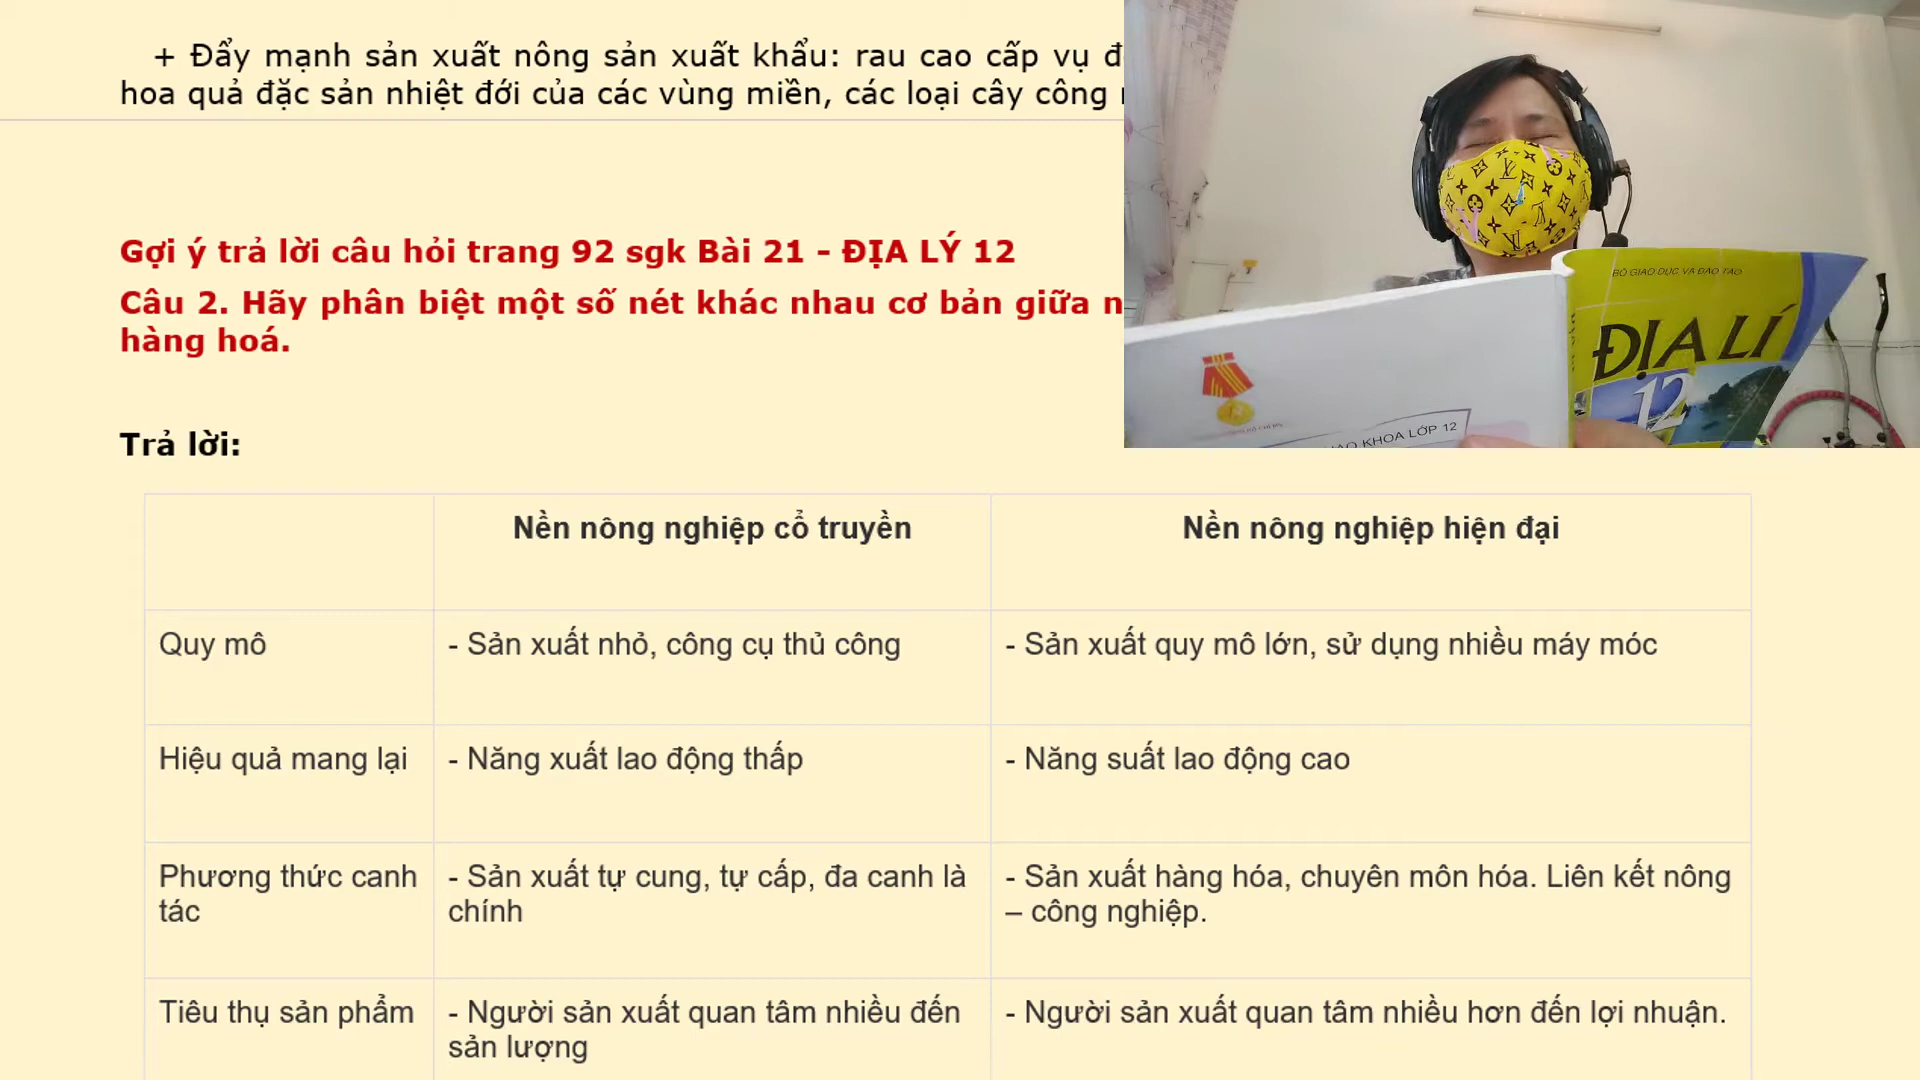 + Đẩy mạnh sản xuất nông sản xuất khẩu: rau cao cấp vụ
hoa quả đặc sản nhiệt đới của các vùng miền, các loại cây công
Gợi ý trả lời câu hỏi trang 92 sgk Bài 21 - ĐỊA LÝ 12
Câu 2. Hãy phân biệt một số nét khác nhau cơ bản giữa
hàng hoá.
Trả lời:
BỘ GIÁO DỤC VÀ ĐÀO TẠO
ĐỊA LÍ
12
KHOA LỚP 12
Nền nông nghiệp cổ truyền
Nền nông nghiệp hiện đại
Quy mô
- Sản xuất nhỏ, công cụ thủ công
- Sản xuất quy mô lớn, sử dụng nhiều máy móc
Hiệu quả mang lại
- Năng xuất lao động thấp
- Năng suất lao động cao
Phương thức canh
tác
- Sản xuất tự cung, tự cấp, đa canh là
chính
- Sản xuất hàng hóa, chuyên môn hóa. Liên kết nông
– công nghiệp.
Tiêu thụ sản phẩm
- Người sản xuất quan tâm nhiều đến
sản lượng
- Người sản xuất quan tâm nhiều hơn đến lợi nhuận.